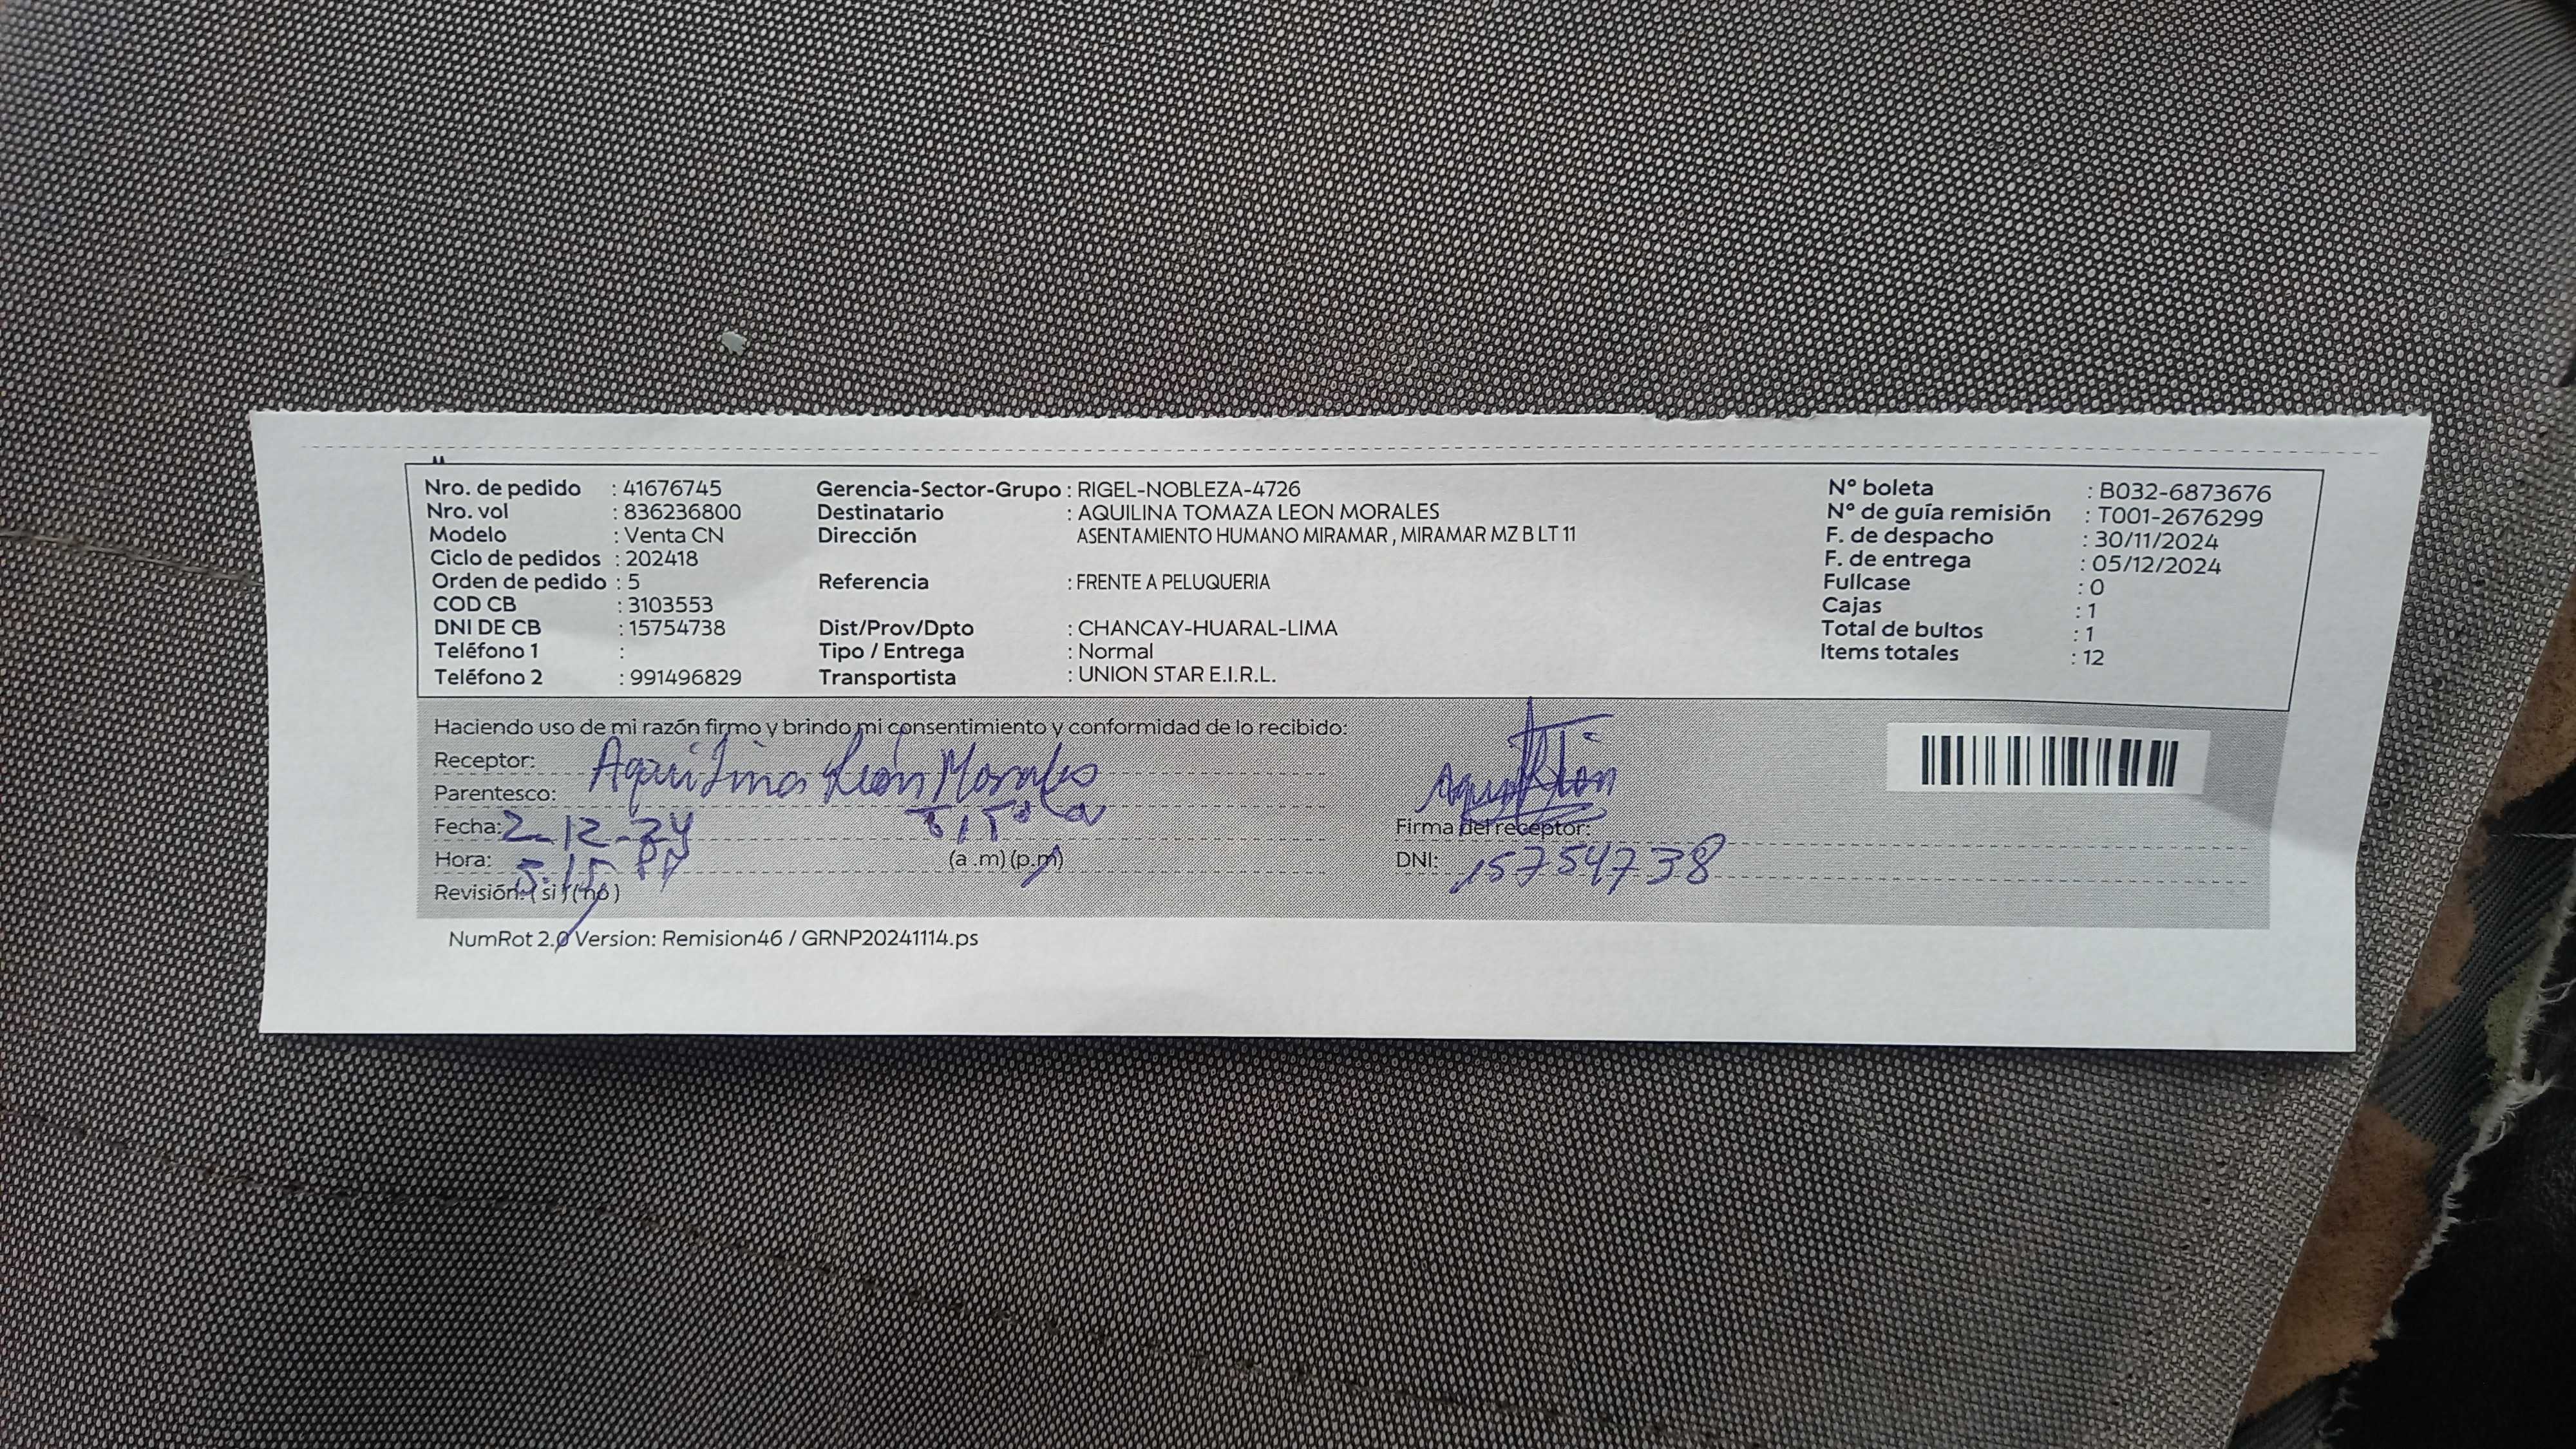 Nro. de pedido : 41676745 Gerencia-Sector-Grupo : RIGEL-NOBLEZA-4726 N° boleta : B032-6873676
Nro. vol : 836236800 Destinatario : AQUILINA TOMAZA LEON MORALES N° de guía remisión : T001-2676299
Modelo : Venta CN Dirección ASENTAMIENTO HUMANO MIRAMAR , MIRAMAR MZ B LT 11 F. de despacho : 30/11/2024
Ciclo de pedidos : 202418 F. de entrega : 05/12/2024
Orden de pedido : 5 Referencia : FRENTE A PELUQUERIA Fullcase : 0
COD CB : 3103553 Cajas : 1
DNI DE CB : 15754738 Dist/Prov/Dpto : CHANCAY-HUARAL-LIMA Total de bultos : 1
Teléfono 1 : Tipo / Entrega : Normal Items totales : 12
Teléfono 2 : 991496829 Transportista : UNION STAR E.I.R.L.
Haciendo uso de mi razón firmo y brindo mi consentimiento y conformidad de lo recibido:
Receptor: Aquilina León Morales
Parentesco: Titular
Fecha: 2-12-24 Firma del receptor:
Hora: 5:15 (a .m) (p.m) DNI: 15754738
Revisión: ( si ) ( no )
NumRot 2.0 Version: Remision46 / GRNP20241114.ps